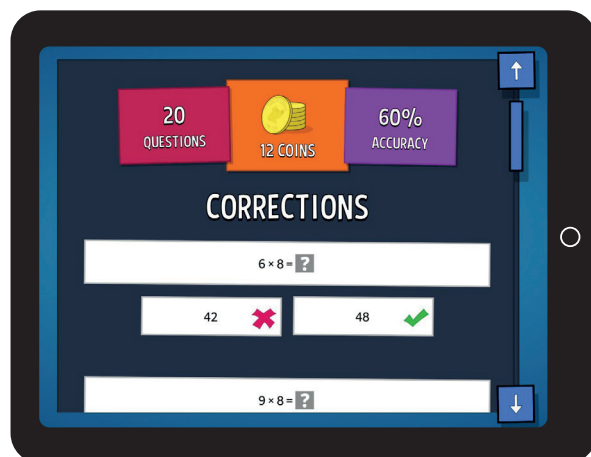 20
QUESTIONS
12 COINS
60%
ACCURACY
CORRECTIONS
6 × 8 = ?
42
48
9 × 8 = ?